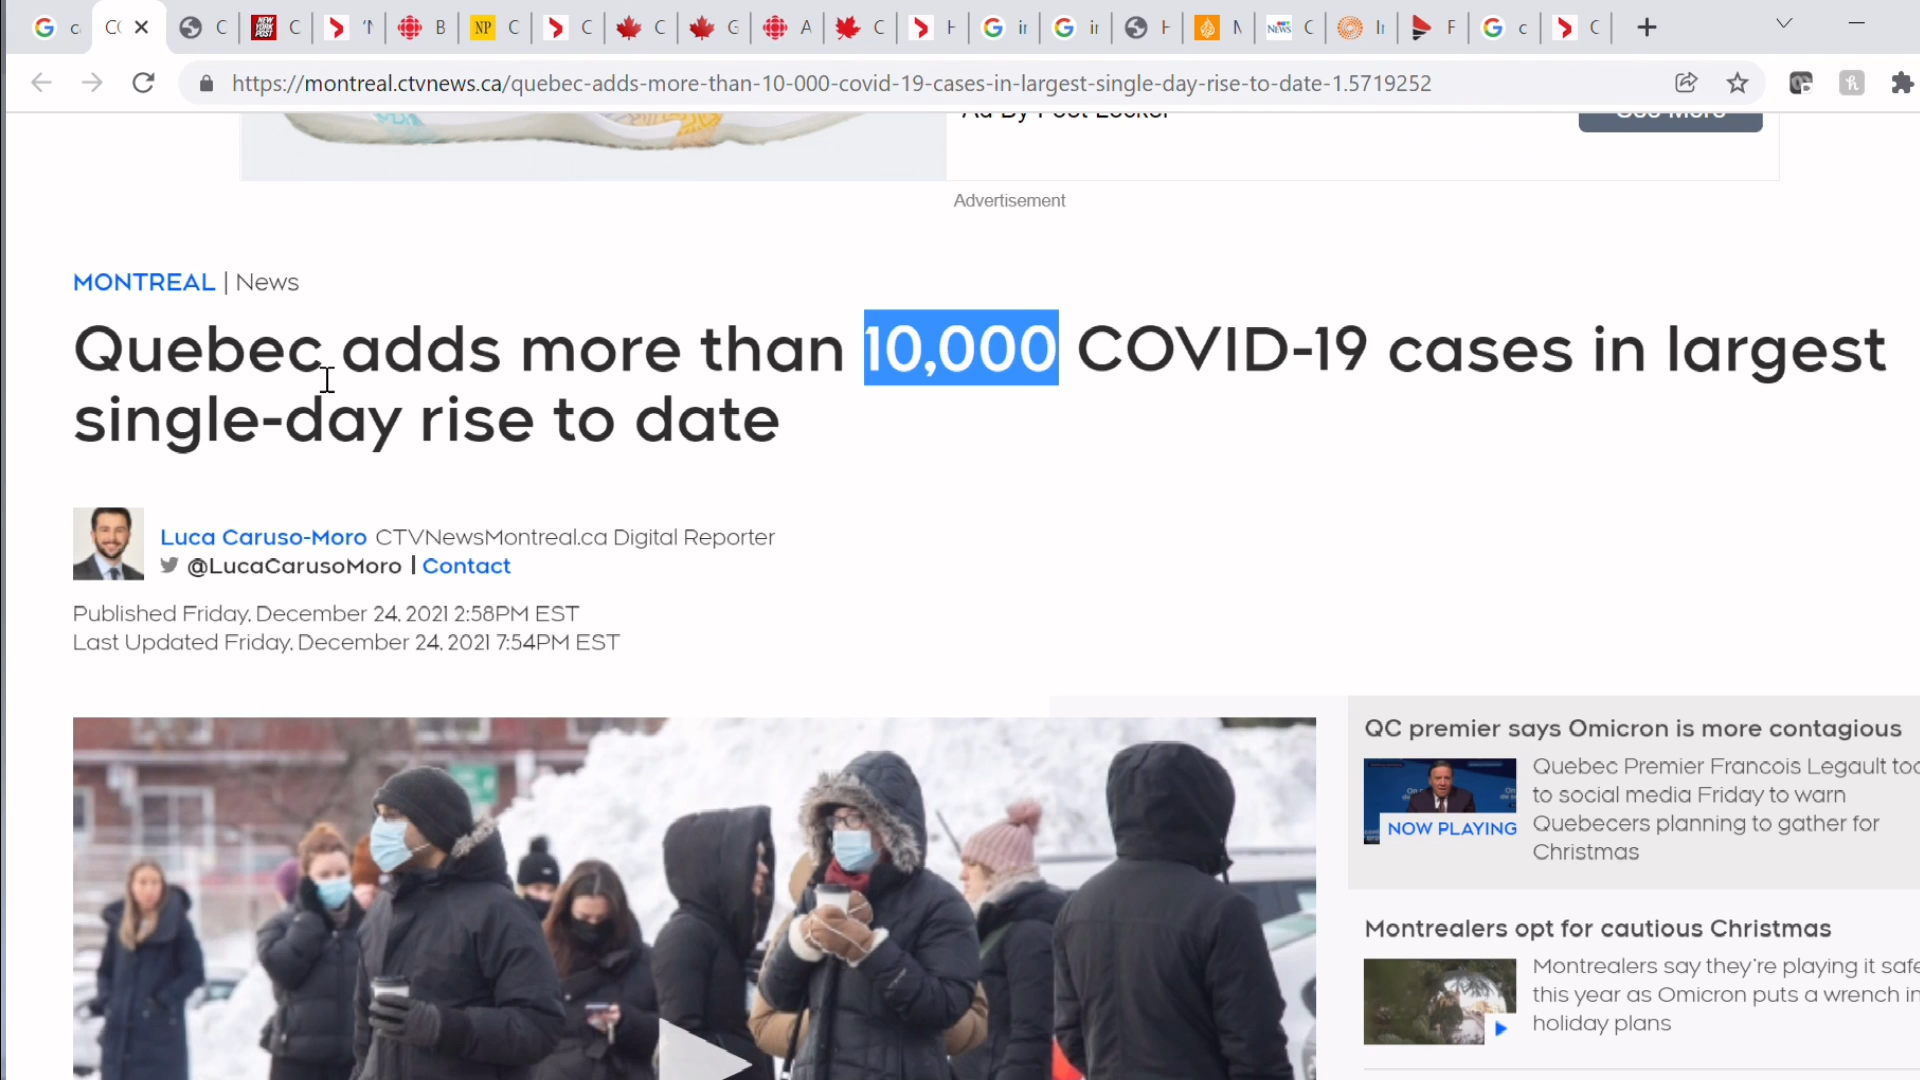 https://montreal.ctvnews.ca/quebec-adds-more-than-10-000-covid-19-cases-in-largest-single-day-rise-to-date-1.5719252
Advertisement
MONTREAL | News
Quebec adds more than 10,000 COVID-19 cases in largest
single-day rise to date
Luca Caruso-Moro CTVNewsMontreal.ca Digital Reporter
@LucaCarusoMoro | Contact
Published Friday, December 24, 2021 2:58PM EST
Last Updated Friday, December 24, 2021 7:54PM EST
QC premier says Omicron is more contagious
Quebec Premier Francois Legault
to social media Friday to warn
Quebecers planning to gather for
Christmas
NOW PLAYING
Montrealers opt for cautious Christmas
Montrealers say they're playing it safe
this year as Omicron puts a wrench in
holiday plans